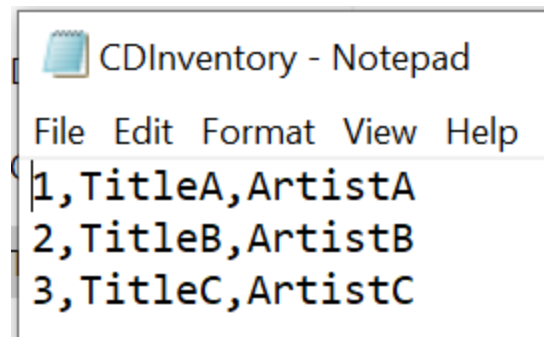 CDInventory - Notepad
File Edit Format View Help
1,TitleA,ArtistA
2,TitleB,ArtistB
3,TitleC,ArtistC